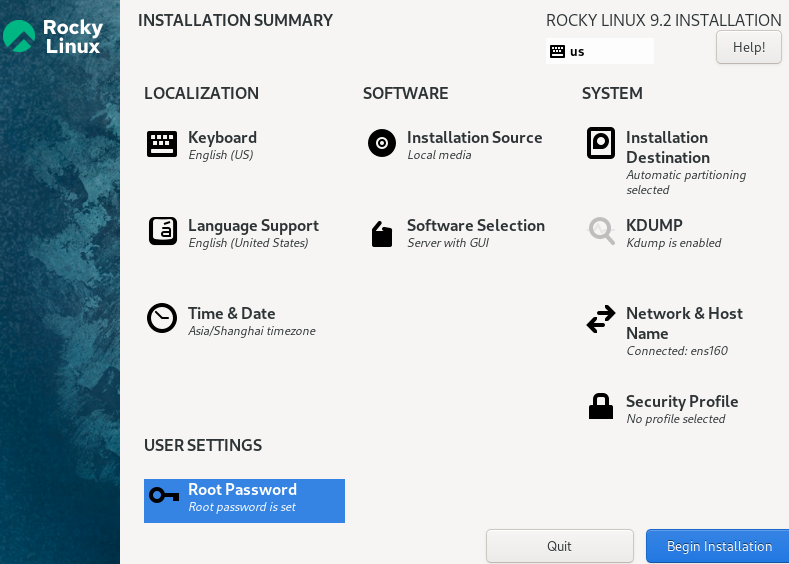 Rocky
Linux
INSTALLATION SUMMARY
ROCKY LINUX 9.2 INSTALLATION
us
Help!
LOCALIZATION
Keyboard
English (US)
Language Support
English (United States)
Time & Date
Asia/Shanghai timezone
SOFTWARE
Installation Source
Local media
Software Selection
Server with GUI
SYSTEM
Installation
Destination
Automatic partitioning
selected
KDUMP
Kdump is enabled
Network & Host
Name
Connected: ens160
Security Profile
No profile selected
USER SETTINGS
Root Password
Root password is set
Quit
Begin Installation